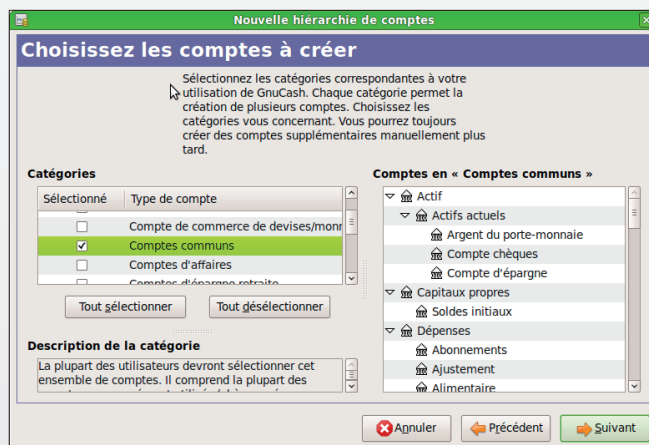 Nouvelle hiérarchie de comptes
Choisissez les comptes à créer
Sélectionnez les catégories correspondantes à votre
utilisation de GnuCash. Chaque catégorie permet la
création de plusieurs comptes. Choisissez les
catégories vous concernant. Vous pourrez toujours
créer des comptes supplémentaires manuellement plus
tard.
Catégories
Sélectionné Type de compte
Compte de commerce de devises/monn
Comptes communs
Comptes d'affaires
Comptes d'épargne retraite
Tout sélectionner Tout désélectionner
Description de la catégorie
La plupart des utilisateurs devront sélectionner cet
ensemble de comptes. Il comprend la plupart des
Comptes en « Comptes communs »
Actif
Actifs actuels
Argent du porte-monnaie
Compte chèques
Compte d'épargne
Capitaux propres
Soldes initiaux
Dépenses
Abonnements
Ajustement
Alimentaire
Annuler Précédent Suivant